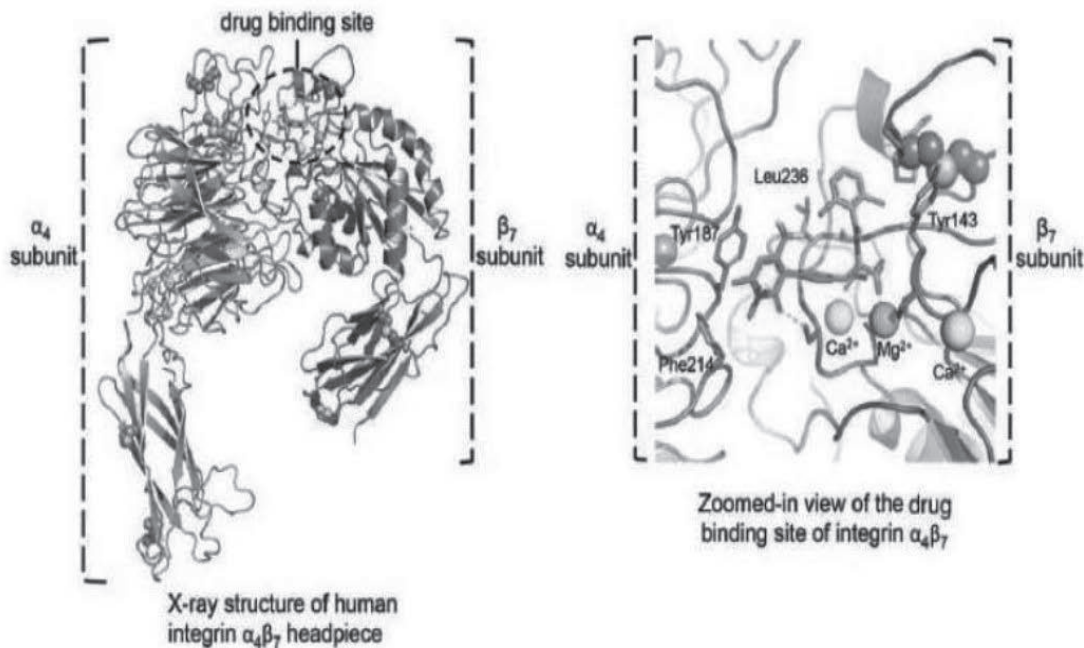 drug binding site
α₄
subunit
β₇
subunit
X-ray structure of human
integrin α₄β₇ headpiece
α₄
subunit
Leu236
Tyr143
Tyr187
Ca²⁺
Mg²⁺
Ca²⁺
Phe214
β₇
subunit
Zoomed-in view of the drug
binding site of integrin α₄β₇